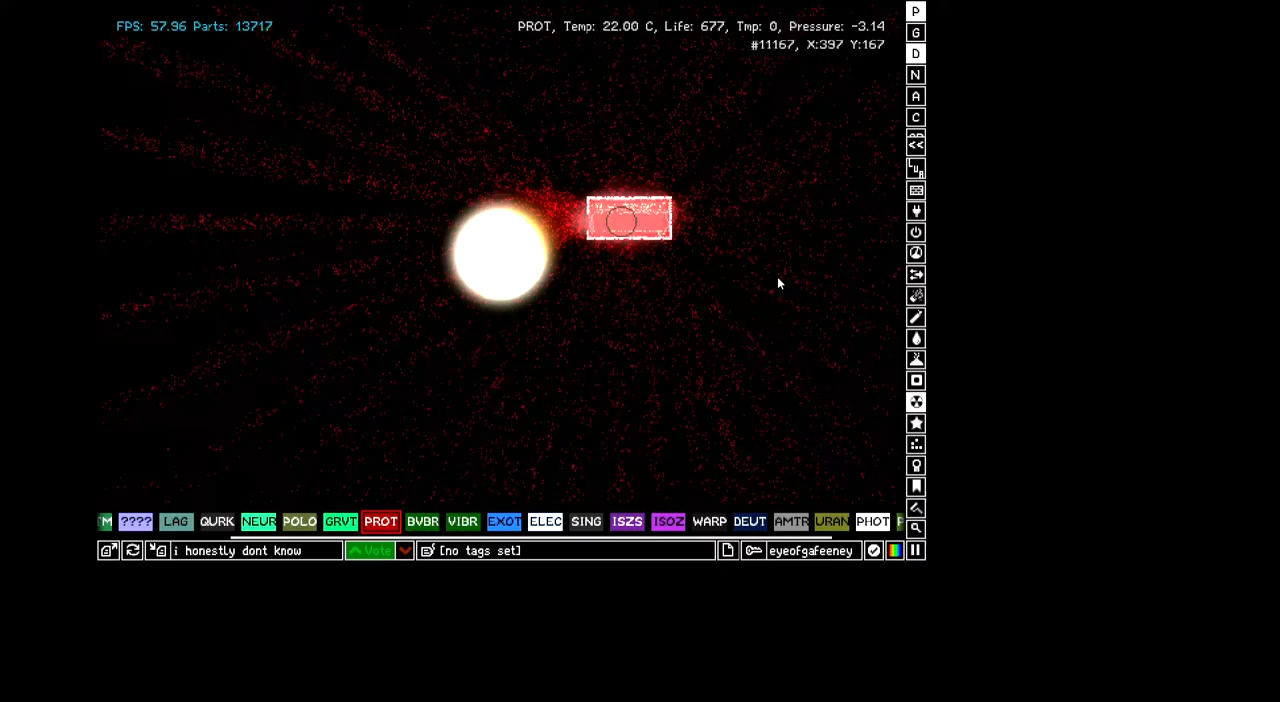 FPS: 57.96 Parts: 13717
PROT, Temp: 22.00 C, Life: 677, Tmp: 0, Pressure: -3.14
#11167, X:397 Y:167
P
G
D
N
A
C
<<
LUA
TM ???? LAG QURK NEUR POLO GRVT PROT BVBR VIBR EXOT ELEC SING ISZS ISOZ WARP DEUT AMTR URAN PHOT P
i honestly dont know Vote [no tags set] eyeofgafeeney